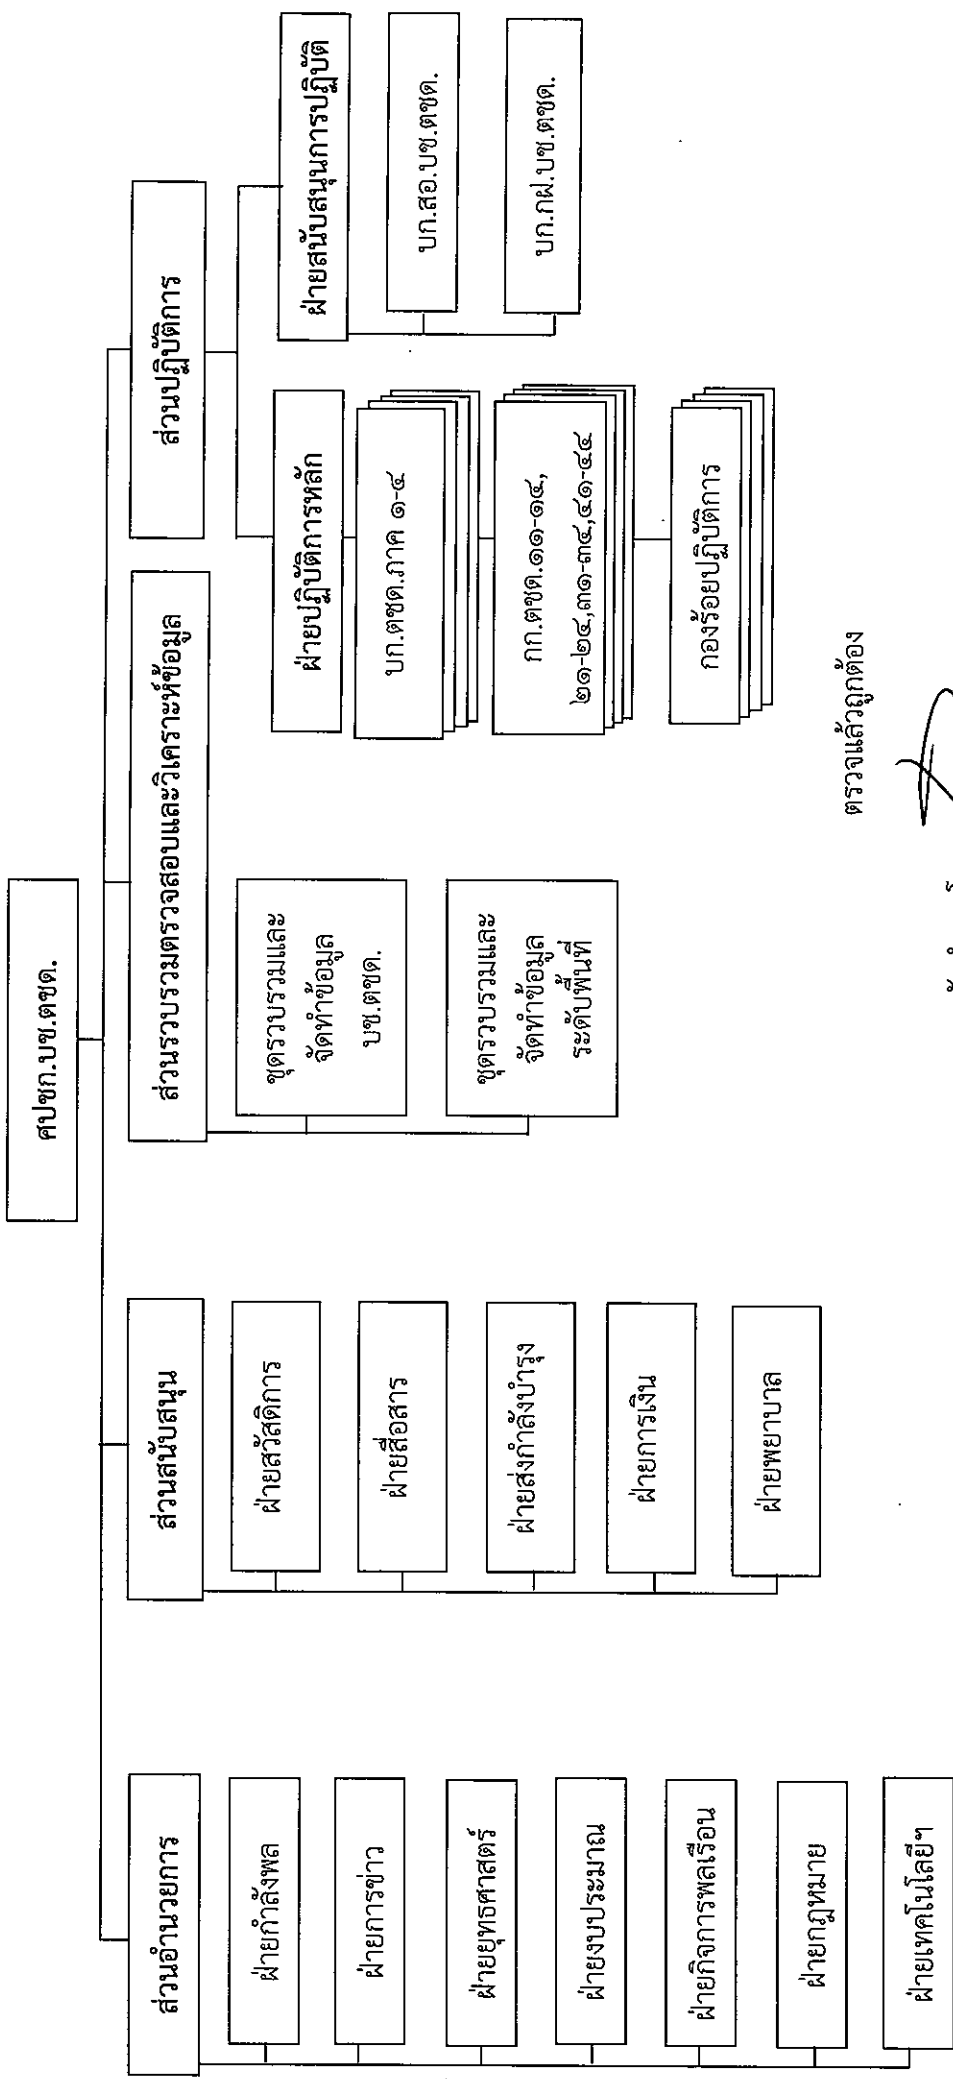 ศปชก.บช.ตชด.
ส่วนอำนวยการ
ฝ่ายกำลังพล
ฝ่ายการข่าว
ฝ่ายยุทธศาสตร์
ฝ่ายงบประมาณ
ฝ่ายกิจการพลเรือน
ฝ่ายกฎหมาย
ฝ่ายเทคโนโลยีฯ
ส่วนสนับสนุน
ฝ่ายสวัสดิการ
ฝ่ายสื่อสาร
ฝ่ายส่งกำลังบำรุง
ฝ่ายการเงิน
ฝ่ายพยาบาล
ส่วนรวบรวมตรวจสอบและวิเคราะห์ข้อมูล
ชุดรวบรวมและ
จัดทำข้อมูล
บช.ตชด.
ชุดรวบรวมและ
จัดทำข้อมูล
ระดับพื้นที่
ส่วนปฏิบัติการ
ฝ่ายปฏิบัติการหลัก
บก.ตชด.ภาค ๑-๔
กก.ตชด.๑๑-๑๔,
๒๑-๒๔,๓๑-๓๔,๔๑-๔๔
กองร้อยปฏิบัติการ
ฝ่ายสนับสนุนการปฏิบัติ
บก.สอ.บช.ตชด.
บก.กฝ.บช.ตชด.
ตรวจแล้วถูกต้อง